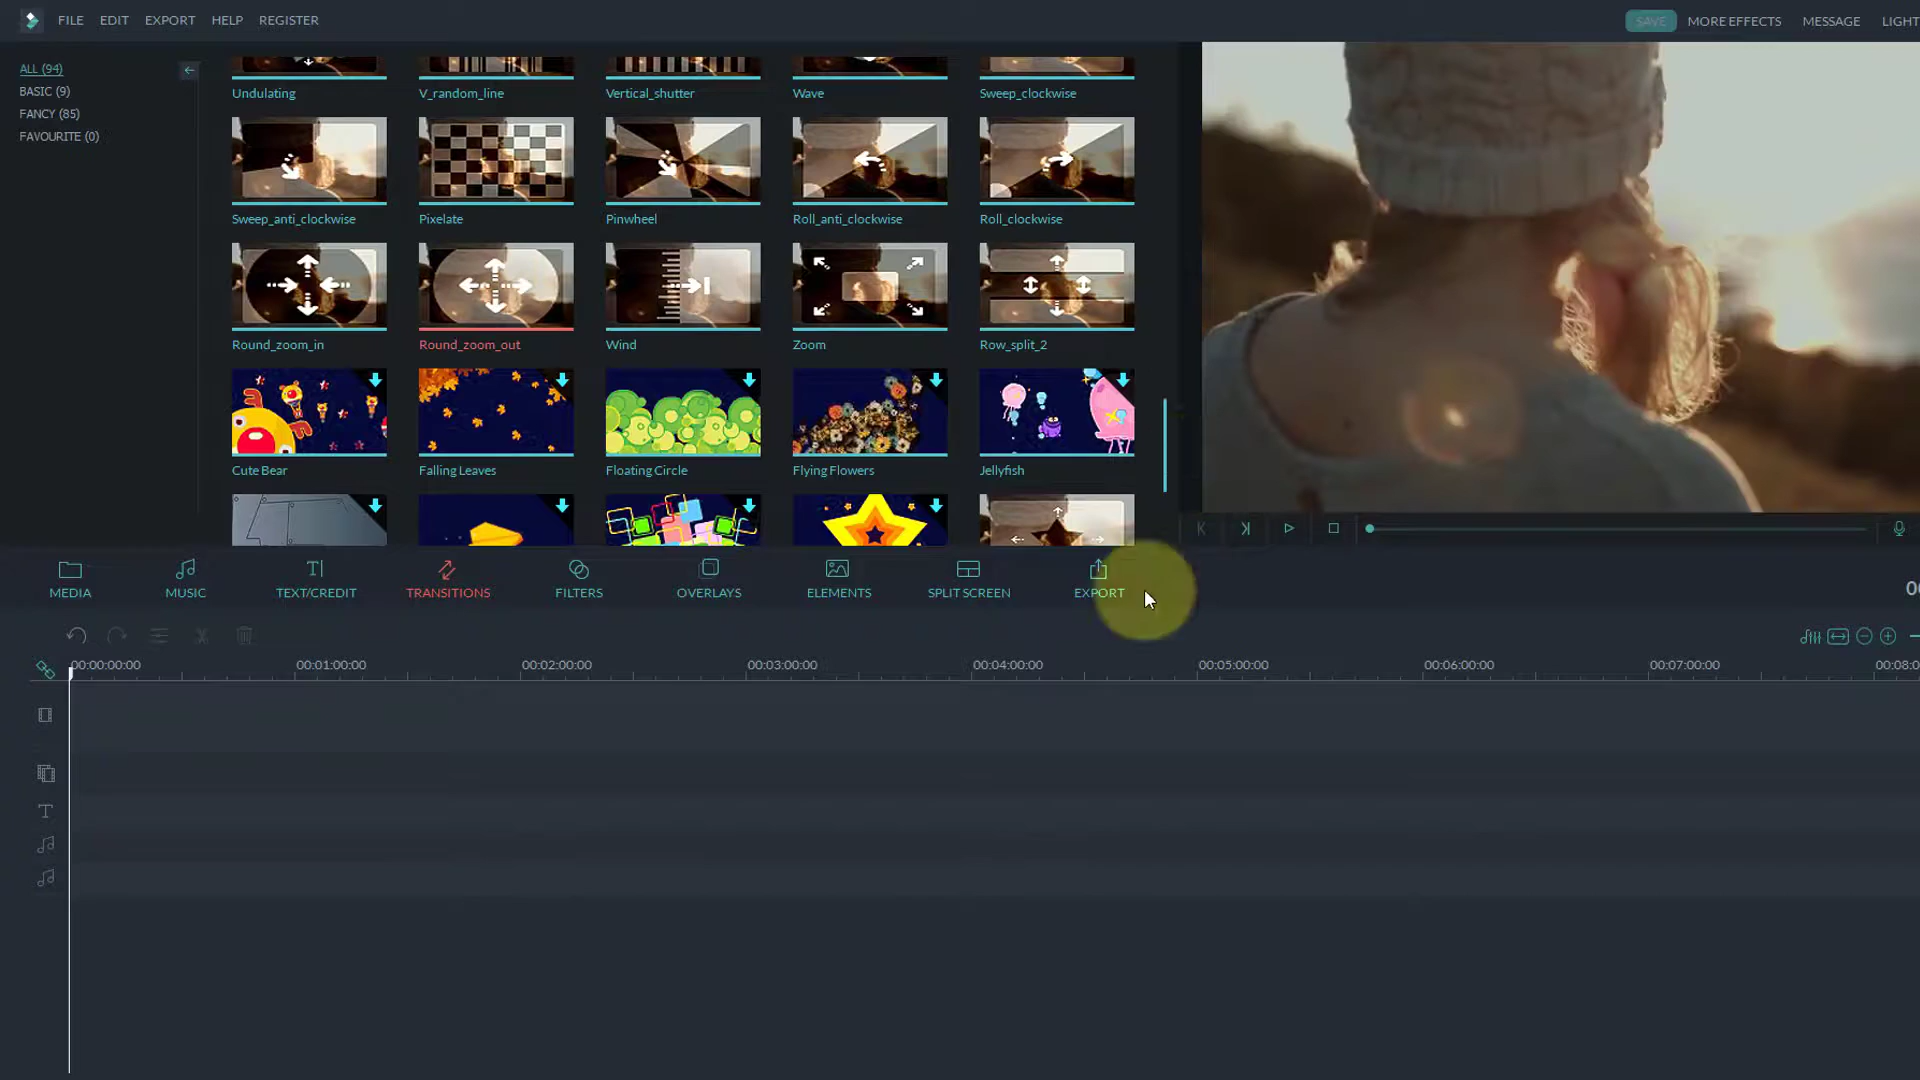 FILE EDIT EXPORT HELP REGISTER
SAVE MORE EFFECTS MESSAGE LIGHT
ALL (94)
BASIC (9)
FANCY (85)
FAVOURITE (0)
Undulating V_random_line Vertical_shutter Wave Sweep_clockwise
Sweep_anti_clockwise Pixelate Pinwheel Roll_anti_clockwise Roll_clockwise
Round_zoom_in Round_zoom_out Wind Zoom Row_split_2
Cute Bear Falling Leaves Floating Circle Flying Flowers Jellyfish
MEDIA MUSIC TEXT/CREDIT TRANSITIONS FILTERS OVERLAYS ELEMENTS SPLIT SCREEN EXPORT
00:00:00:00 00:01:00:00 00:02:00:00 00:03:00:00 00:04:00:00 00:05:00:00 00:06:00:00 00:07:00:00 00:08:0